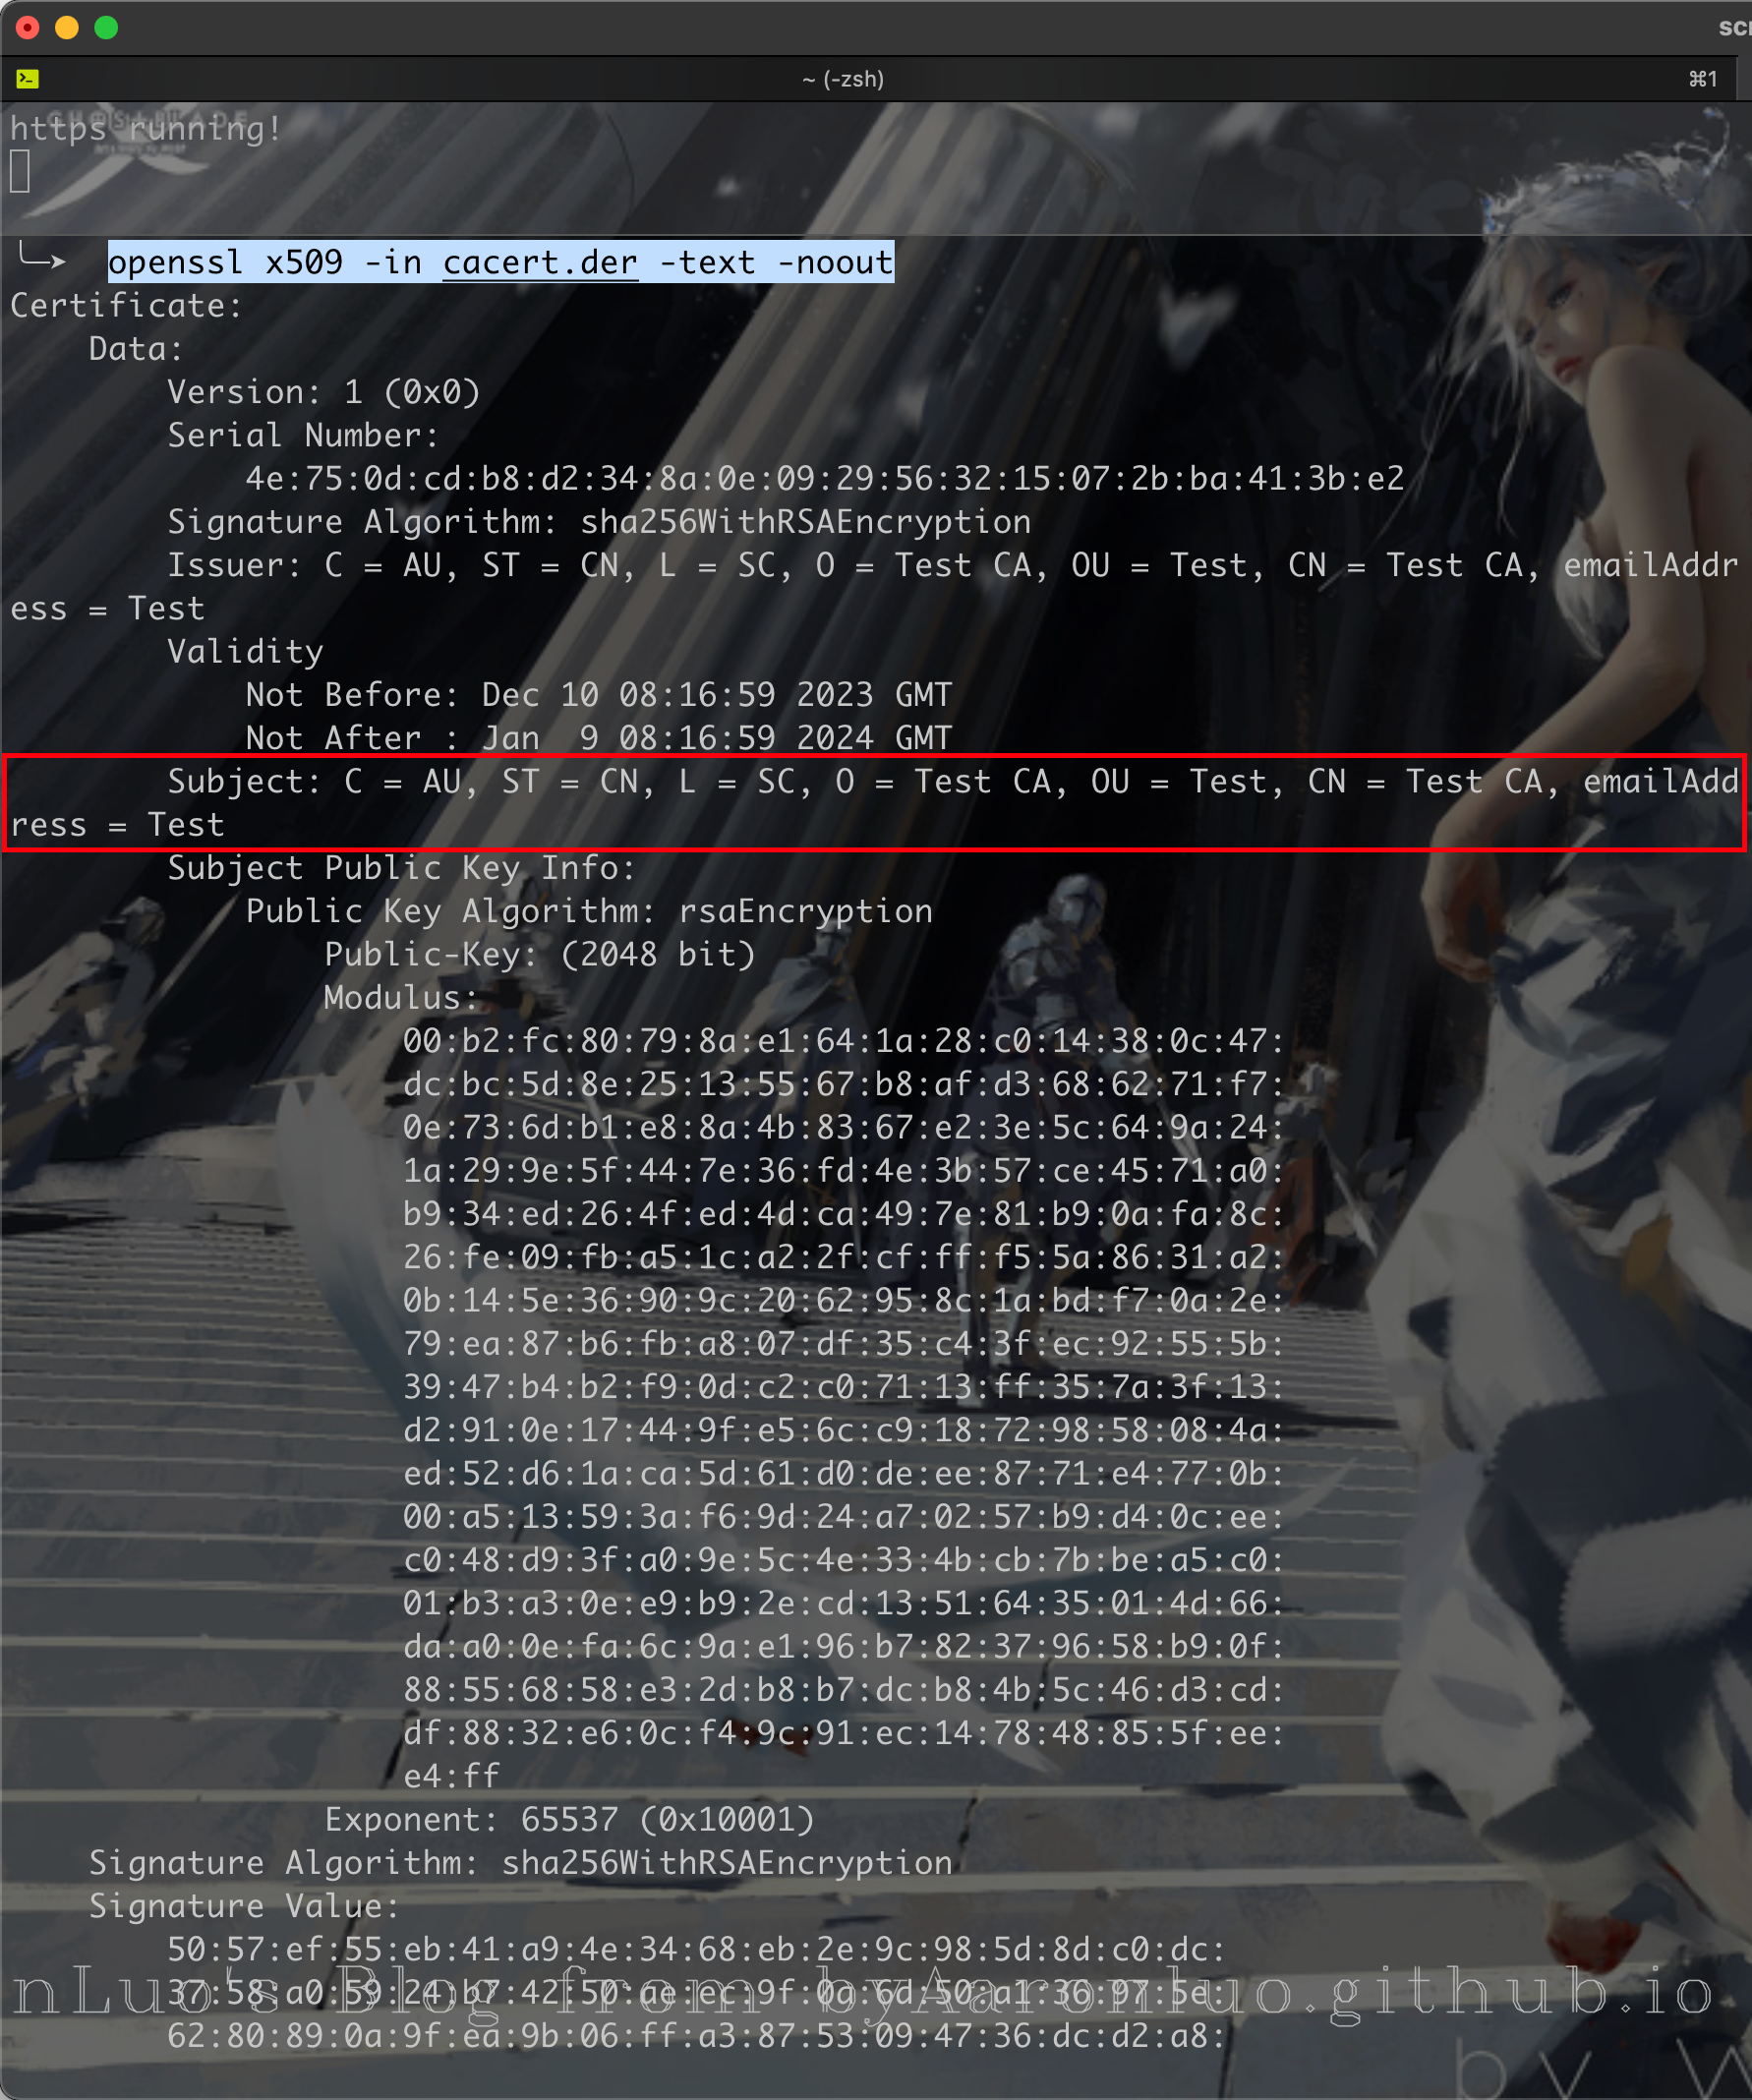 scr
~ (-zsh)
⌘1
GHOSTBLADE
https running!
openssl x509 -in cacert.der -text -noout
Certificate:
    Data:
        Version: 1 (0x0)
        Serial Number:
            4e:75:0d:cd:b8:d2:34:8a:0e:09:29:56:32:15:07:2b:ba:41:3b:e2
        Signature Algorithm: sha256WithRSAEncryption
        Issuer: C = AU, ST = CN, L = SC, O = Test CA, OU = Test, CN = Test CA, emailAddr
ess = Test
        Validity
            Not Before: Dec 10 08:16:59 2023 GMT
            Not After : Jan  9 08:16:59 2024 GMT
        Subject: C = AU, ST = CN, L = SC, O = Test CA, OU = Test, CN = Test CA, emailAdd
ress = Test
        Subject Public Key Info:
            Public Key Algorithm: rsaEncryption
                Public-Key: (2048 bit)
                Modulus:
                    00:b2:fc:80:79:8a:e1:64:1a:28:c0:14:38:0c:47:
                    dc:bc:5d:8e:25:13:55:67:b8:af:d3:68:62:71:f7:
                    0e:73:6d:b1:e8:8a:4b:83:67:e2:3e:5c:64:9a:24:
                    1a:29:9e:5f:44:7e:36:fd:4e:3b:57:ce:45:71:a0:
                    b9:34:ed:26:4f:ed:4d:ca:49:7e:81:b9:0a:fa:8c:
                    26:fe:09:fb:a5:1c:a2:2f:cf:ff:f5:5a:86:31:a2:
                    0b:14:5e:36:90:9c:20:62:95:8c:1a:bd:f7:0a:2e:
                    79:ea:87:b6:fb:a8:07:df:35:c4:3f:ec:92:55:5b:
                    39:47:b4:b2:f9:0d:c2:c0:71:13:ff:35:7a:3f:13:
                    d2:91:0e:17:44:9f:e5:6c:c9:18:72:98:58:08:4a:
                    ed:52:d6:1a:ca:5d:61:d0:de:ee:87:71:e4:77:0b:
                    00:a5:13:59:3a:f6:9d:24:a7:02:57:b9:d4:0c:ee:
                    c0:48:d9:3f:a0:9e:5c:4e:33:4b:cb:7b:be:a5:c0:
                    01:b3:a3:0e:e9:b9:2e:cd:13:51:64:35:01:4d:66:
                    da:a0:0e:fa:6c:9a:e1:96:b7:82:37:96:58:b9:0f:
                    88:55:68:58:e3:2d:b8:b7:dc:b8:4b:5c:46:d3:cd:
                    df:88:32:e6:0c:f4:9c:91:ec:14:78:48:85:5f:ee:
                    e4:ff
                Exponent: 65537 (0x10001)
    Signature Algorithm: sha256WithRSAEncryption
    Signature Value:
        50:57:ef:55:eb:41:a9:4e:34:68:eb:2e:9c:98:5d:8d:c0:dc:
        37:58:a0:59:24:b7:42:50:ae:ec:9f:0a:6d:50:a1:36:97:5e:
nLuo's Blog from byAaronluo.github.io
        62:80:89:0a:9f:ea:9b:06:ff:a3:87:53:09:47:36:dc:d2:a8:
by W